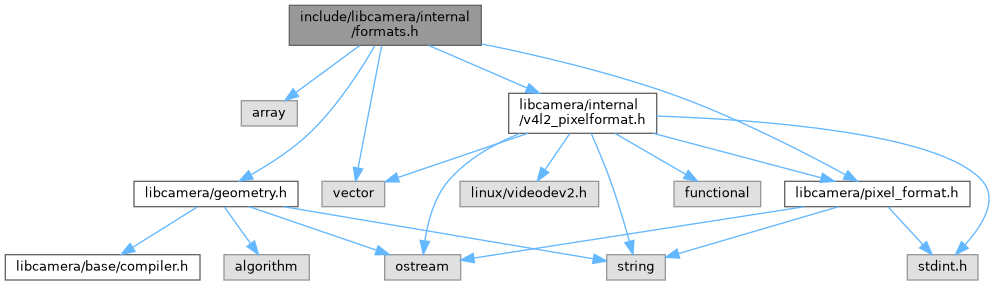 include/libcamera/internal
/formats.h
array
libcamera/internal
/v4l2_pixelformat.h
libcamera/geometry.h
vector
linux/videodev2.h
functional
libcamera/pixel_format.h
libcamera/base/compiler.h
algorithm
ostream
string
stdint.h